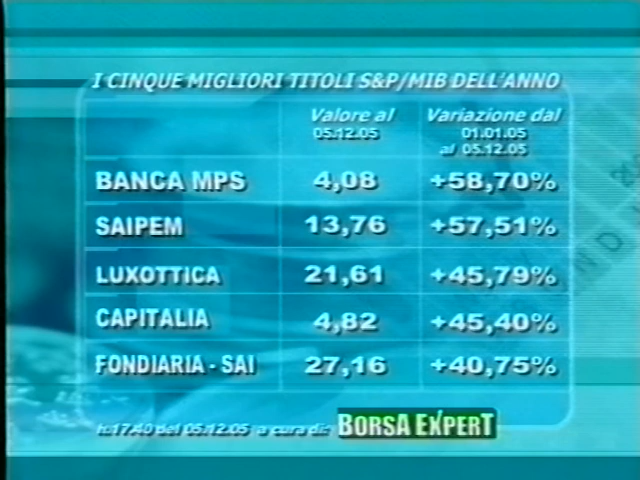 I CINQUE MIGLIORI TITOLI S&P/MIB DELL'ANNO
Valore al Variazione dal
05.12.05 01.01.05
al 05.12.05
BANCA MPS 4,08 +58,70%
SAIPEM 13,76 +57,51%
LUXOTTICA 21,61 +45,79%
CAPITALIA 4,82 +45,40%
FONDIARIA - SAI 27,16 +40,75%
h:17.40 del 05.12.05 a cura di: BORSA EXPERT